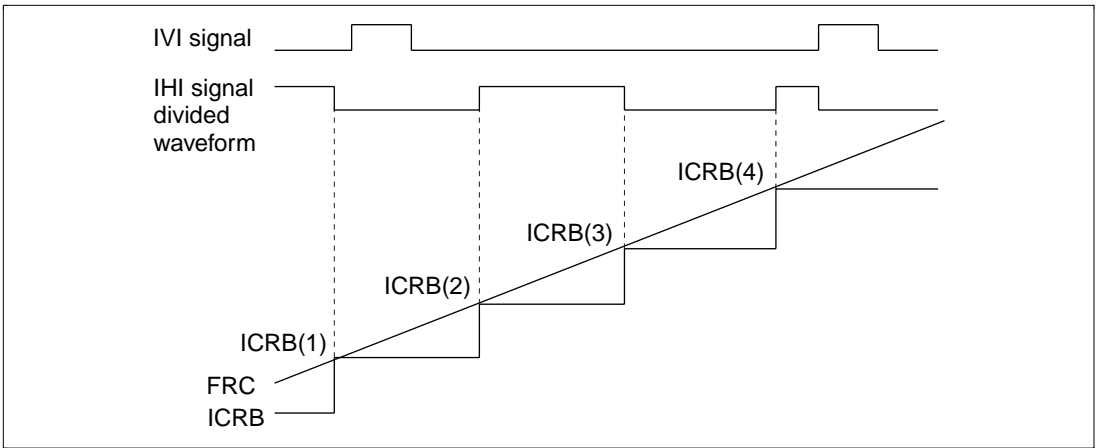 IVI signal
IHI signal
divided
waveform
ICRB(4)
ICRB(3)
ICRB(2)
ICRB(1)
FRC
ICRB